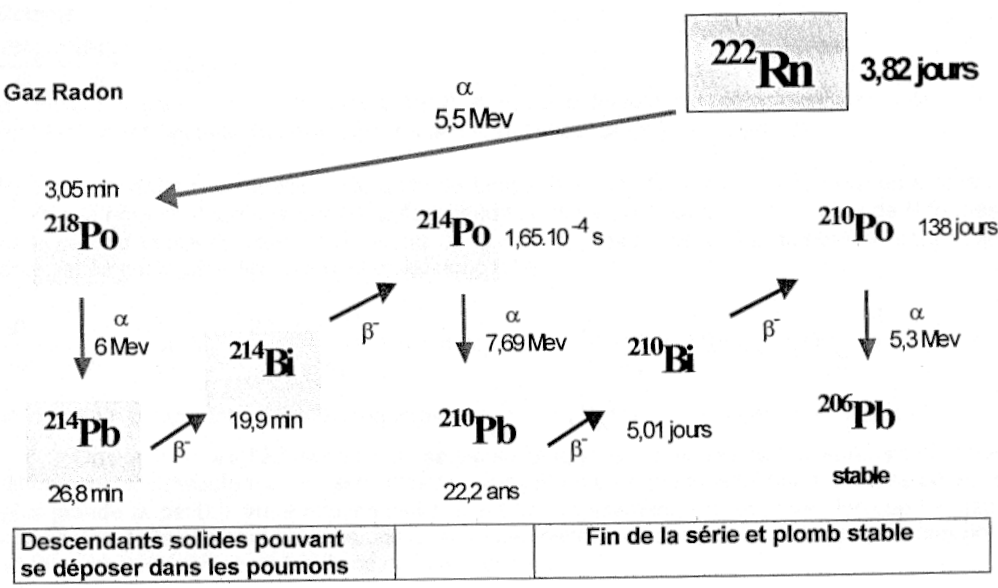 ²²²Rn 3,82 jours
Gaz Radon
α
5,5 Mev
3,05 min
²¹⁸Po
²¹⁴Po 1,65.10⁻⁴ s
²¹⁰Po 138 jours
α
6 Mev
²¹⁴Bi
19,9 min
β⁻
α
7,69 Mev
²¹⁰Bi
5,01 jours
β⁻
α
5,3 Mev
²¹⁴Pb
26,8 min
β⁻
²¹⁰Pb
22,2 ans
β⁻
²⁰⁶Pb
stable
Descendants solides pouvant
se déposer dans les poumons
Fin de la série et plomb stable